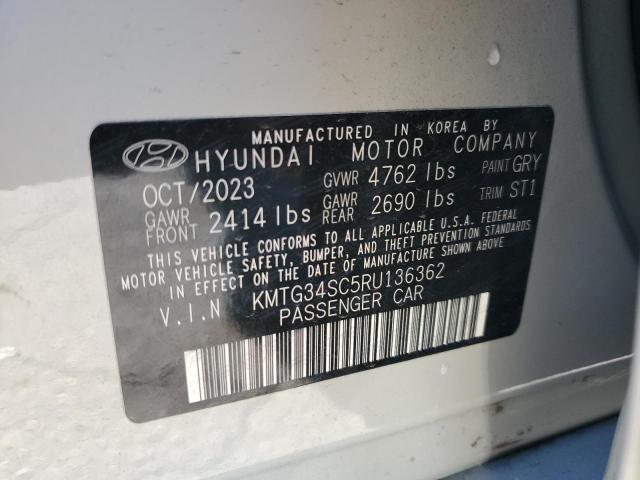 MANUFACTURED IN KOREA BY
HYUNDAI MOTOR COMPANY
OCT/2023 GVWR 4762 lbs PAINT GRY
GAWR FRONT 2414 lbs GAWR REAR 2690 lbs TRIM ST1
THIS VEHICLE CONFORMS TO ALL APPLICABLE U.S.A. FEDERAL
MOTOR VEHICLE SAFETY, BUMPER, AND THEFT PREVENTION STANDARDS
IN EFFECT ON THE DATE OF MANUFACTURE SHOWN ABOVE.
V.I.N KMTG34SC5RU136362
PASSENGER CAR